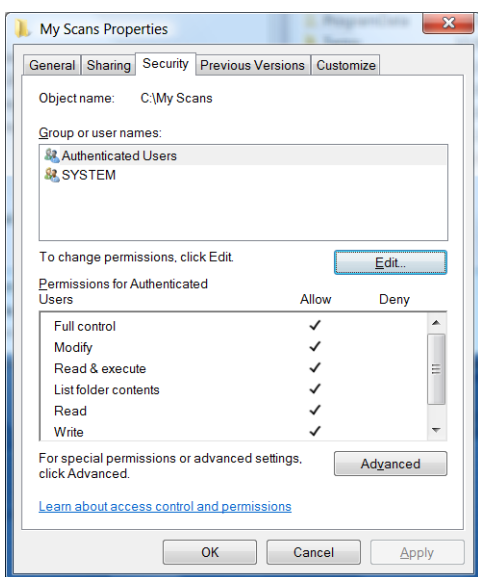 My Scans Properties
General Sharing Security Previous Versions Customize
Object name: C:\My Scans
Group or user names:
Authenticated Users
SYSTEM
To change permissions, click Edit.
Edit...
Permissions for Authenticated
Users Allow Deny
Full control
Modify
Read & execute
List folder contents
Read
Write
For special permissions or advanced settings,
click Advanced.
Advanced
Learn about access control and permissions
OK Cancel Apply